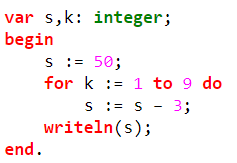 var s,k: integer;
begin
    s := 50;
    for k := 1 to 9 do
        s := s – 3;
    writeln(s);
end.